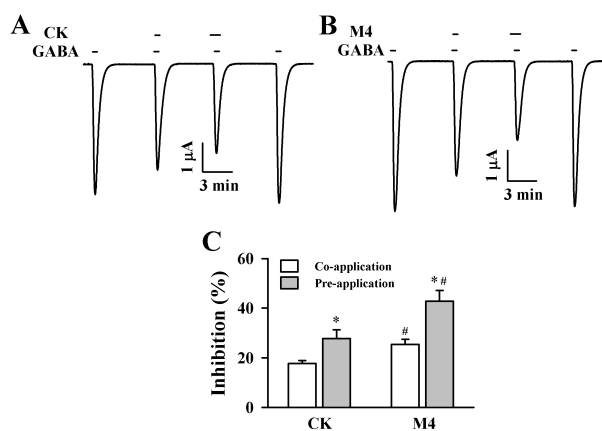 A
CK
GABA
1 μA
3 min
B
M4
GABA
1 μA
3 min
C
Inhibition (%)
60
40
20
0
Co-application
Pre-application
*
#
* #
CK
M4